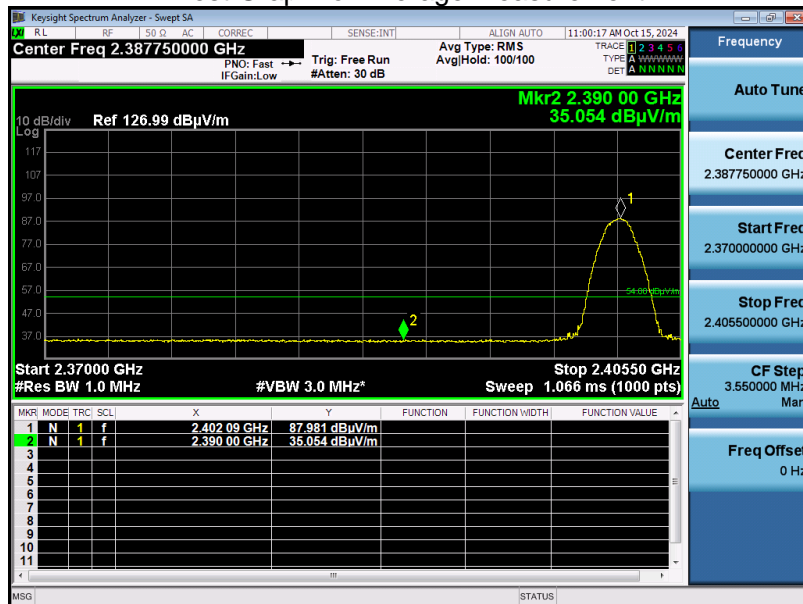 Keysight Spectrum Analyzer - Swept SA
LXI RL RF 50 Ω AC CORREC SENSE:INT ALIGN AUTO 11:00:17 AM Oct 15, 2024
Center Freq 2.387750000 GHz
PNO: Fast
IFGain:Low
Trig: Free Run
#Atten: 30 dB
Avg Type: RMS
Avg|Hold: 100/100
TRACE 1 2 3 4 5 6
TYPE A WWWWW
DET A N N N N N
Mkr2 2.390 00 GHz
35.054 dBµV/m
10 dB/div Ref 126.99 dBµV/m
Log
117
107
97.0
87.0
77.0
67.0
57.0
47.0
37.0
1
54.00 dBµV/m
2
Start 2.37000 GHz Stop 2.40550 GHz
#Res BW 1.0 MHz #VBW 3.0 MHz* Sweep 1.066 ms (1000 pts)
MKR MODE TRC SCL X Y FUNCTION FUNCTION WIDTH FUNCTION VALUE
1 N 1 f 2.402 09 GHz 87.981 dBµV/m
2 N 1 f 2.390 00 GHz 35.054 dBµV/m
3
4
5
6
7
8
9
10
11
MSG STATUS
Frequency
Auto Tune
Center Freq
2.387750000 GHz
Start Freq
2.370000000 GHz
Stop Freq
2.405500000 GHz
CF Step
3.550000 MHz
Auto Man
Freq Offset
0 Hz